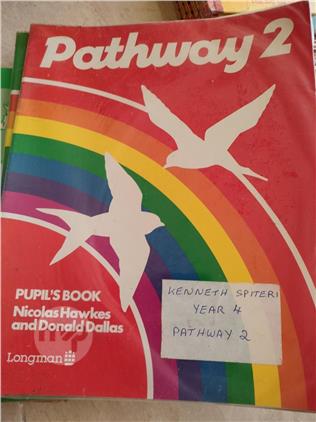 Pathway 2
PUPIL'S BOOK
Nicolas Hawkes
and Donald Dallas
Longman
KENNETH SPITERI
YEAR 4
PATHWAY 2